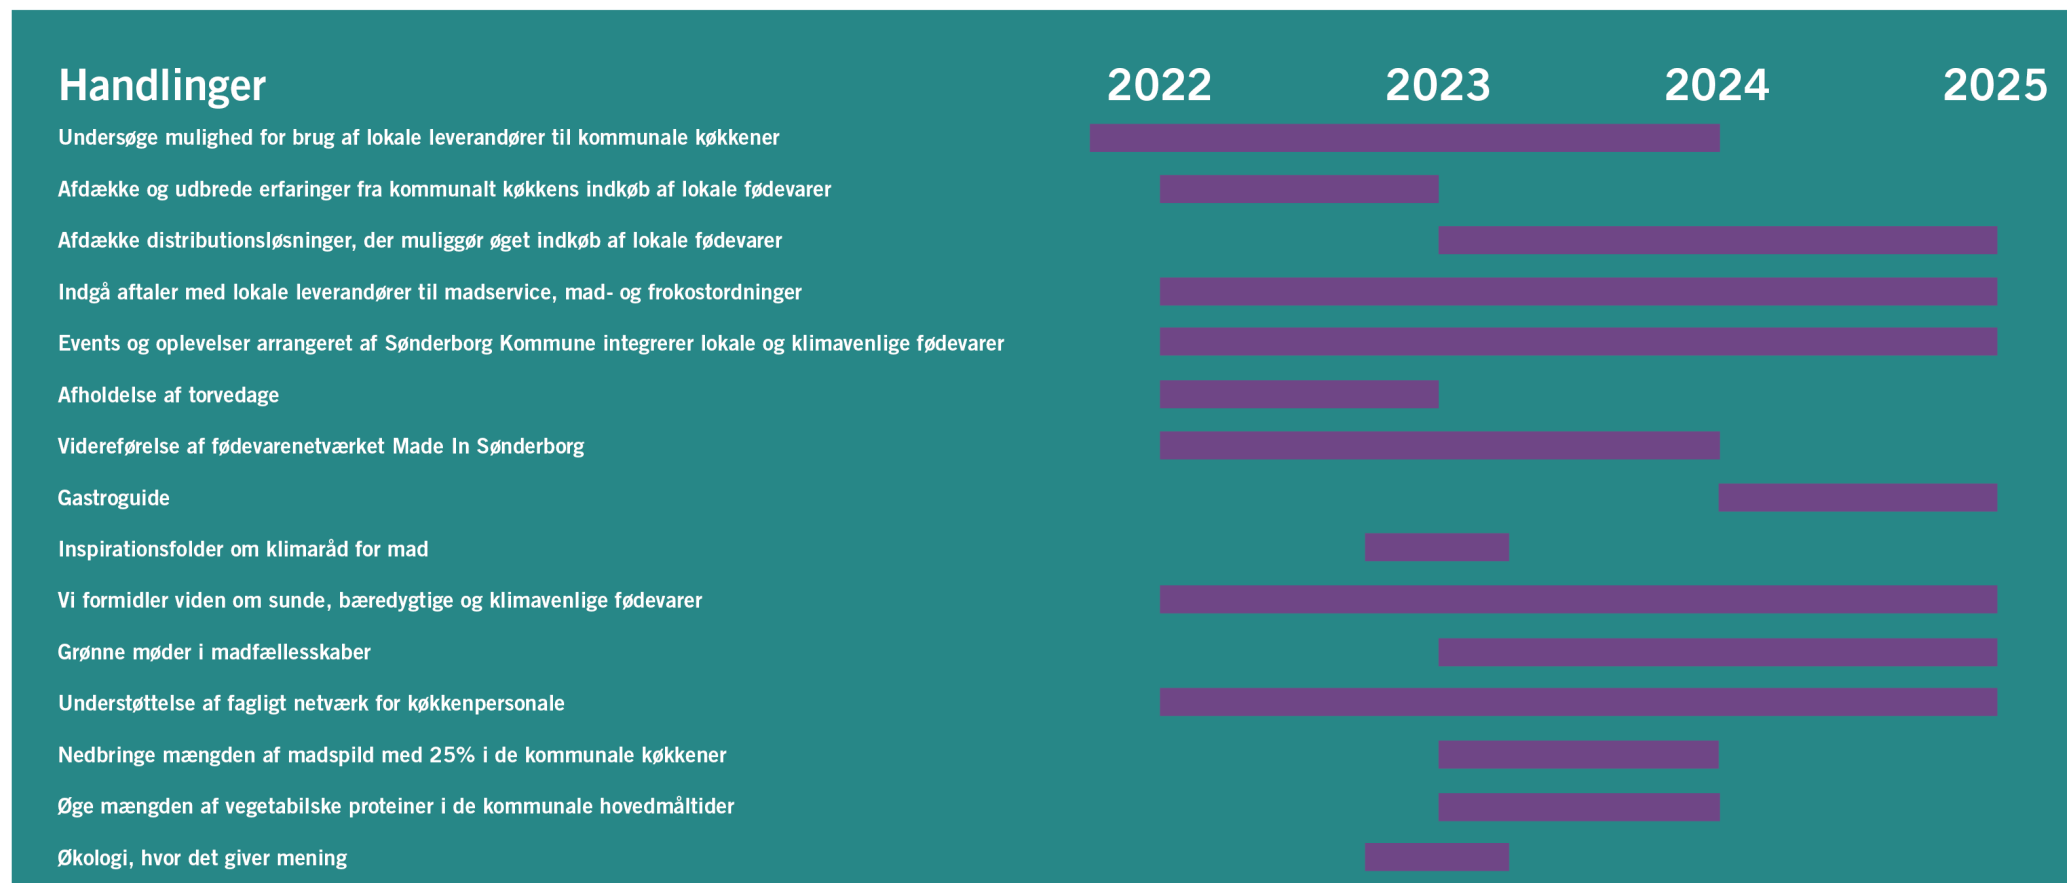 Handlinger 2022 2023 2024 2025
Undersøge mulighed for brug af lokale leverandører til kommunale køkkener
Afdække og udbrede erfaringer fra kommunalt køkkens indkøb af lokale fødevarer
Afdække distributionsløsninger, der muliggør øget indkøb af lokale fødevarer
Indgå aftaler med lokale leverandører til madservice, mad- og frokostordninger
Events og oplevelser arrangeret af Sønderborg Kommune integrerer lokale og klimavenlige fødevarer
Afholdelse af torvedage
Videreførelse af fødevarenetværket Made In Sønderborg
Gastroguide
Inspirationsfolder om klimaråd for mad
Vi formidler viden om sunde, bæredygtige og klimavenlige fødevarer
Grønne møder i madfællesskaber
Understøttelse af fagligt netværk for køkkenpersonale
Nedbringe mængden af madspild med 25% i de kommunale køkkener
Øge mængden af vegetabilske proteiner i de kommunale hovedmåltider
Økologi, hvor det giver mening